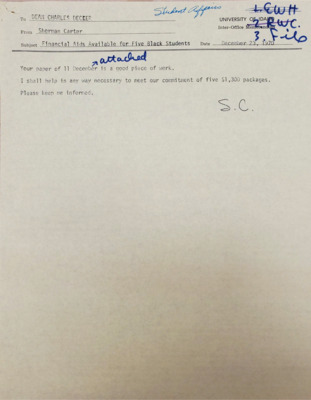 Student Affairs
1. EWH
2. RWC.
3. File
To DEAN CHARLES DECKER
UNIVERSITY OF IDAHO
Inter-Office
From Sherman Carter
Subject Financial Aids Available for Five Black Students Date December 23, 1970
attached
Your paper of 11 December is a good piece of work.
I shall help in any way necessary to meet our commitment of five $1,300 packages.
Please keep me informed.
S.C.